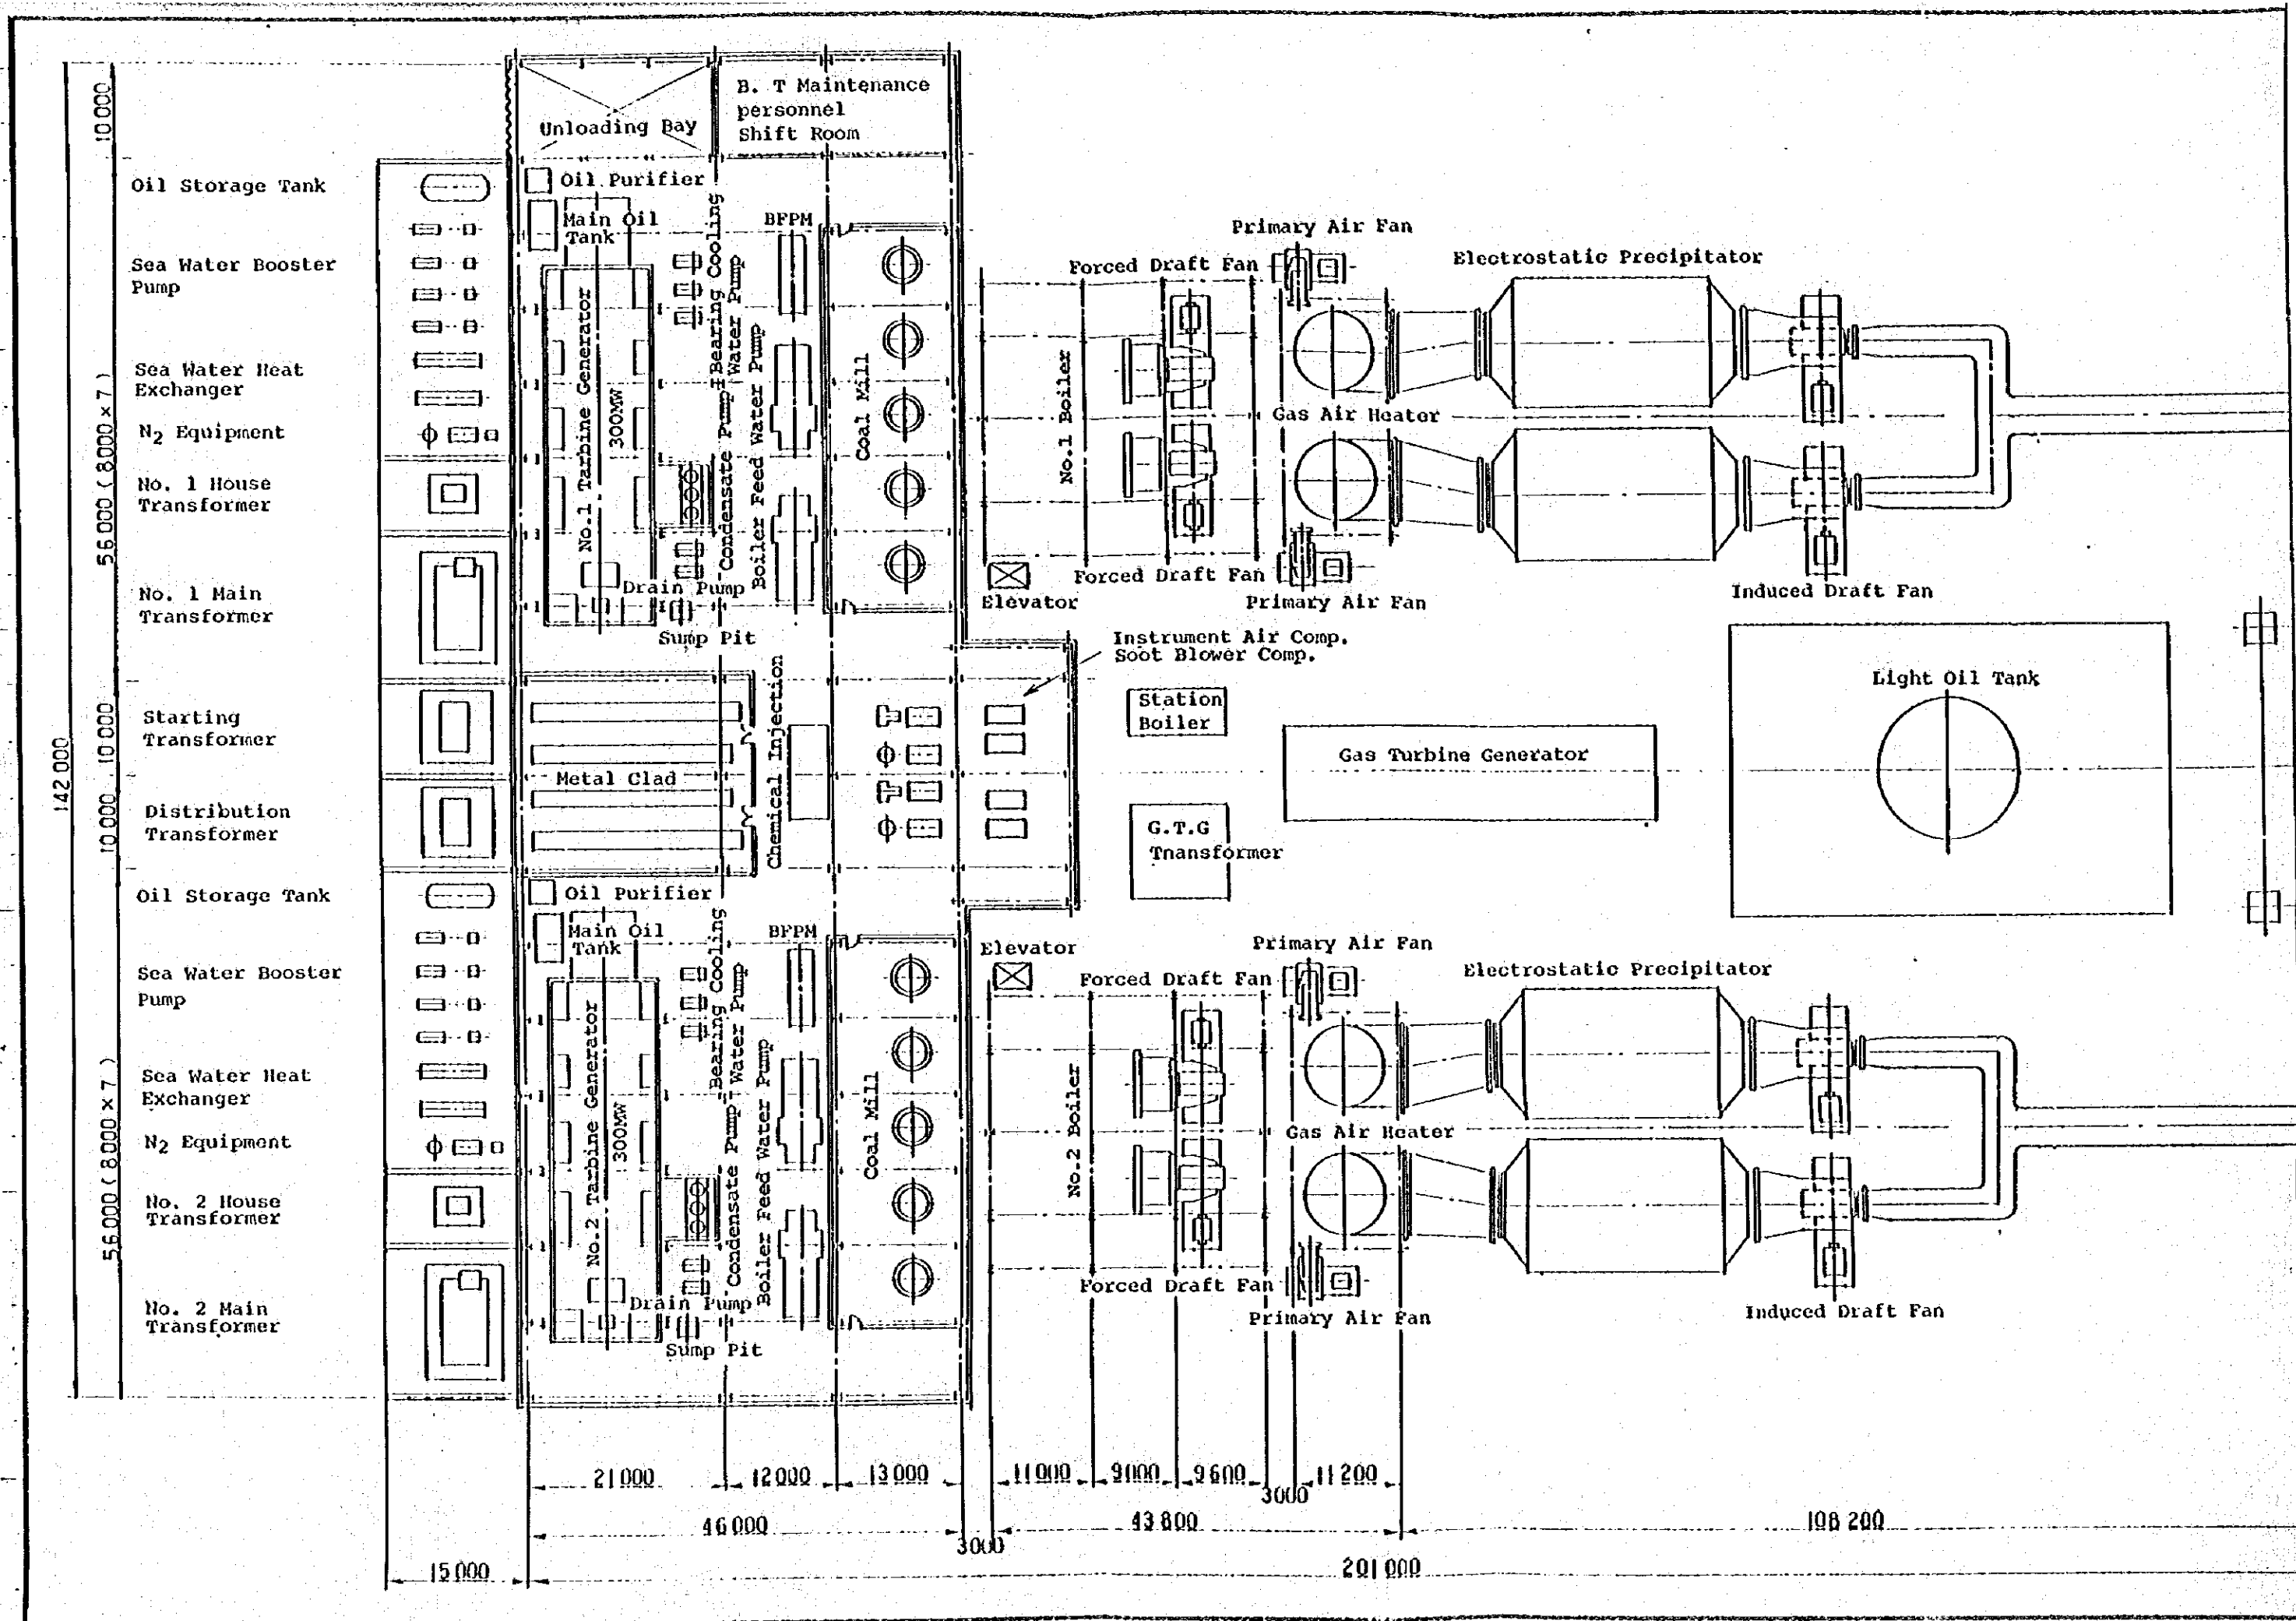 B. T Maintenance
personnel
Shift Room
Unloading Bay
10 000
Oil Storage Tank
Sea Water Booster
Pump
Sea Water Heat
Exchanger
N2 Equipment
No. 1 House
Transformer
No. 1 Main
Transformer
Starting
Transformer
Distribution
Transformer
Oil Storage Tank
Sea Water Booster
Pump
Sea Water Heat
Exchanger
N2 Equipment
No. 2 House
Transformer
No. 2 Main
Transformer
56 000 ( 8000 × 7 )
142 000
10 000
10 000
56 000 ( 8000 × 7 )
Oil Purifier
Main Oil
Tank
BFPM
No.1 Tarbine Generator
300MW
Bearing Cooling
Water Pump
Condensate Pump
Boiler Feed Water Pump
Coal Mill
Drain Pump
Sump Pit
No.1 Boiler
Elevator
Forced Draft Fan
Primary Air Fan
Electrostatic Precipitator
Gas Air Heater
Forced Draft Fan
Primary Air Fan
Induced Draft Fan
Metal Clad
Chemical Injection
Instrument Air Comp.
Soot Blower Comp.
Station
Boiler
Gas Turbine Generator
G.T.G
Tnansformer
Light Oil Tank
Oil Purifier
Main Oil
Tank
BFPM
No.2 Tarbine Generator
300MW
Bearing Cooling
Water Pump
Condensate Pump
Boiler Feed Water Pump
Coal Mill
Drain Pump
Sump Pit
Elevator
No.2 Boiler
Forced Draft Fan
Primary Air Fan
Electrostatic Precipitator
Gas Air Heater
Forced Draft Fan
Primary Air Fan
Induced Draft Fan
21 000
12 000
13 000
11 000
9000
9 600
3000
11 200
46 000
3000
43 800
108 200
15 000
201 000